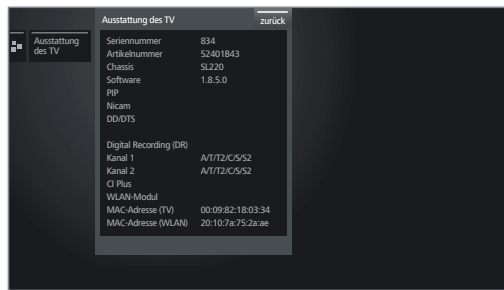 Ausstattung des TV
zurück
Ausstattung
des TV
Seriennummer 834
Artikelnummer 52401B43
Chassis SL220
Software 1.8.5.0
PIP
Nicam
DD/DTS
Digital Recording (DR)
Kanal 1 A/T/T2/C/S/S2
Kanal 2 A/T/T2/C/S/S2
CI Plus
WLAN-Modul
MAC-Adresse (TV) 00:09:82:18:03:34
MAC-Adresse (WLAN) 20:10:7a:75:2a:ae